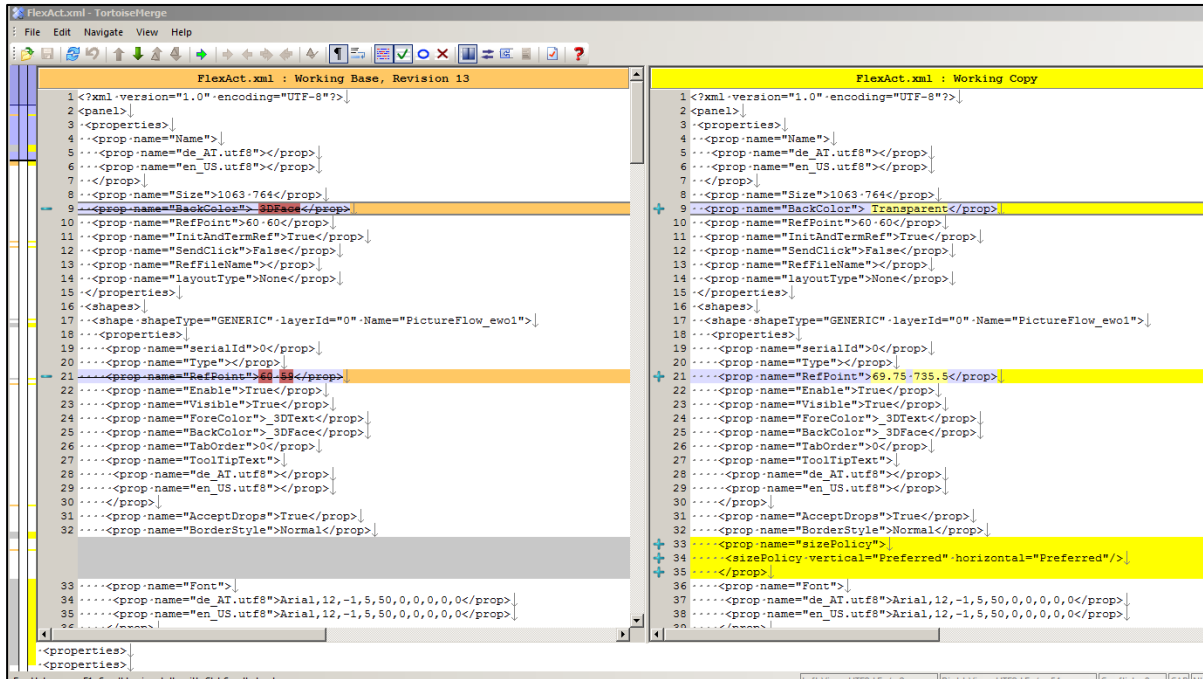 FlexAct.xml - TortoiseMerge
File Edit Navigate View Help
FlexAct.xml : Working Base, Revision 13
1 <?xml·version="1.0"·encoding="UTF-8"?>↓
2 <panel>↓
3 ·<properties>↓
4 ··<prop·name="Name">↓
5 ···<prop·name="de_AT.utf8"></prop>↓
6 ···<prop·name="en_US.utf8"></prop>↓
7 ··</prop>↓
8 ··<prop·name="Size">1063·764</prop>↓
9 ··<prop·name="BackColor">_3DFace</prop>↓
10 ··<prop·name="RefPoint">60·60</prop>↓
11 ··<prop·name="InitAndTermRef">True</prop>↓
12 ··<prop·name="SendClick">False</prop>↓
13 ··<prop·name="RefFileName"></prop>↓
14 ··<prop·name="layoutType">None</prop>↓
15 ·</properties>↓
16 ·<shapes>↓
17 ··<shape·shapeType="GENERIC"·layerId="0"·Name="PictureFlow_ewo1">↓
18 ···<properties>↓
19 ····<prop·name="serialId">0</prop>↓
20 ····<prop·name="Type"></prop>↓
21 ····<prop·name="RefPoint">60·59</prop>↓
22 ····<prop·name="Enable">True</prop>↓
23 ····<prop·name="Visible">True</prop>↓
24 ····<prop·name="ForeColor">_3DText</prop>↓
25 ····<prop·name="BackColor">_3DFace</prop>↓
26 ····<prop·name="TabOrder">0</prop>↓
27 ····<prop·name="ToolTipText">↓
28 ·····<prop·name="de_AT.utf8"></prop>↓
29 ·····<prop·name="en_US.utf8"></prop>↓
30 ····</prop>↓
31 ····<prop·name="AcceptDrops">True</prop>↓
32 ····<prop·name="BorderStyle">Normal</prop>↓
33 ····<prop·name="Font">↓
34 ·····<prop·name="de_AT.utf8">Arial,12,-1,5,50,0,0,0,0,0</prop>↓
35 ·····<prop·name="en_US.utf8">Arial,12,-1,5,50,0,0,0,0,0</prop>↓
FlexAct.xml : Working Copy
1 <?xml·version="1.0"·encoding="UTF-8"?>↓
2 <panel>↓
3 ·<properties>↓
4 ··<prop·name="Name">↓
5 ···<prop·name="de_AT.utf8"></prop>↓
6 ···<prop·name="en_US.utf8"></prop>↓
7 ··</prop>↓
8 ··<prop·name="Size">1063·764</prop>↓
9 ··<prop·name="BackColor">_Transparent</prop>↓
10 ··<prop·name="RefPoint">60·60</prop>↓
11 ··<prop·name="InitAndTermRef">True</prop>↓
12 ··<prop·name="SendClick">False</prop>↓
13 ··<prop·name="RefFileName"></prop>↓
14 ··<prop·name="layoutType">None</prop>↓
15 ·</properties>↓
16 ·<shapes>↓
17 ··<shape·shapeType="GENERIC"·layerId="0"·Name="PictureFlow_ewo1">↓
18 ···<properties>↓
19 ····<prop·name="serialId">0</prop>↓
20 ····<prop·name="Type"></prop>↓
21 ····<prop·name="RefPoint">69.75·735.5</prop>↓
22 ····<prop·name="Enable">True</prop>↓
23 ····<prop·name="Visible">True</prop>↓
24 ····<prop·name="ForeColor">_3DText</prop>↓
25 ····<prop·name="BackColor">_3DFace</prop>↓
26 ····<prop·name="TabOrder">0</prop>↓
27 ····<prop·name="ToolTipText">↓
28 ·····<prop·name="de_AT.utf8"></prop>↓
29 ·····<prop·name="en_US.utf8"></prop>↓
30 ····</prop>↓
31 ····<prop·name="AcceptDrops">True</prop>↓
32 ····<prop·name="BorderStyle">Normal</prop>↓
33 ····<prop·name="sizePolicy">↓
34 ·····<sizePolicy·vertical="Preferred"·horizontal="Preferred"/>↓
35 ····</prop>↓
36 ····<prop·name="Font">↓
37 ·····<prop·name="de_AT.utf8">Arial,12,-1,5,50,0,0,0,0,0</prop>↓
38 ·····<prop·name="en_US.utf8">Arial,12,-1,5,50,0,0,0,0,0</prop>↓
·<properties>↓
·<properties>↓